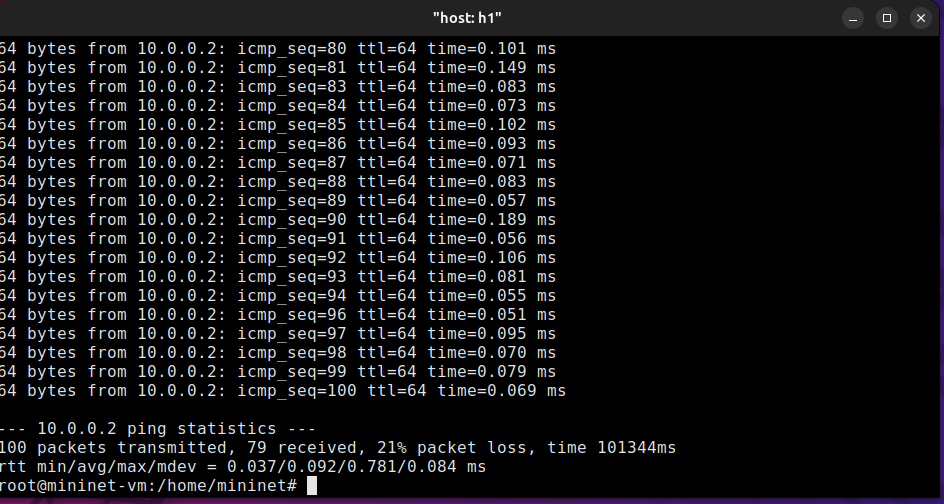 "host: h1"
64 bytes from 10.0.0.2: icmp_seq=80 ttl=64 time=0.101 ms
64 bytes from 10.0.0.2: icmp_seq=81 ttl=64 time=0.149 ms
64 bytes from 10.0.0.2: icmp_seq=83 ttl=64 time=0.083 ms
64 bytes from 10.0.0.2: icmp_seq=84 ttl=64 time=0.073 ms
64 bytes from 10.0.0.2: icmp_seq=85 ttl=64 time=0.102 ms
64 bytes from 10.0.0.2: icmp_seq=86 ttl=64 time=0.093 ms
64 bytes from 10.0.0.2: icmp_seq=87 ttl=64 time=0.071 ms
64 bytes from 10.0.0.2: icmp_seq=88 ttl=64 time=0.083 ms
64 bytes from 10.0.0.2: icmp_seq=89 ttl=64 time=0.057 ms
64 bytes from 10.0.0.2: icmp_seq=90 ttl=64 time=0.189 ms
64 bytes from 10.0.0.2: icmp_seq=91 ttl=64 time=0.056 ms
64 bytes from 10.0.0.2: icmp_seq=92 ttl=64 time=0.106 ms
64 bytes from 10.0.0.2: icmp_seq=93 ttl=64 time=0.081 ms
64 bytes from 10.0.0.2: icmp_seq=94 ttl=64 time=0.055 ms
64 bytes from 10.0.0.2: icmp_seq=96 ttl=64 time=0.051 ms
64 bytes from 10.0.0.2: icmp_seq=97 ttl=64 time=0.095 ms
64 bytes from 10.0.0.2: icmp_seq=98 ttl=64 time=0.070 ms
64 bytes from 10.0.0.2: icmp_seq=99 ttl=64 time=0.079 ms
64 bytes from 10.0.0.2: icmp_seq=100 ttl=64 time=0.069 ms
--- 10.0.0.2 ping statistics ---
100 packets transmitted, 79 received, 21% packet loss, time 101344ms
rtt min/avg/max/mdev = 0.037/0.092/0.781/0.084 ms
root@mininet-vm:/home/mininet#